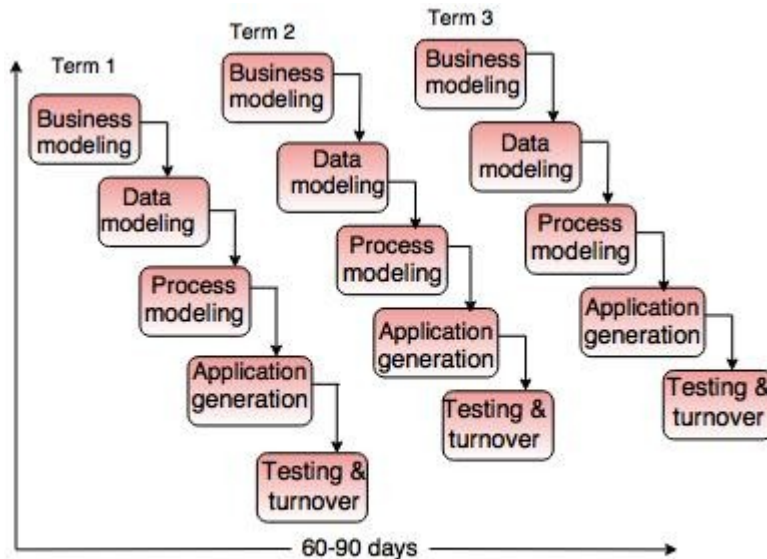 Term 1
Business
modeling
Data
modeling
Process
modeling
Application
generation
Testing &
turnover
Term 2
Business
modeling
Data
modeling
Process
modeling
Application
generation
Testing &
turnover
Term 3
Business
modeling
Data
modeling
Process
modeling
Application
generation
Testing &
turnover
60-90 days